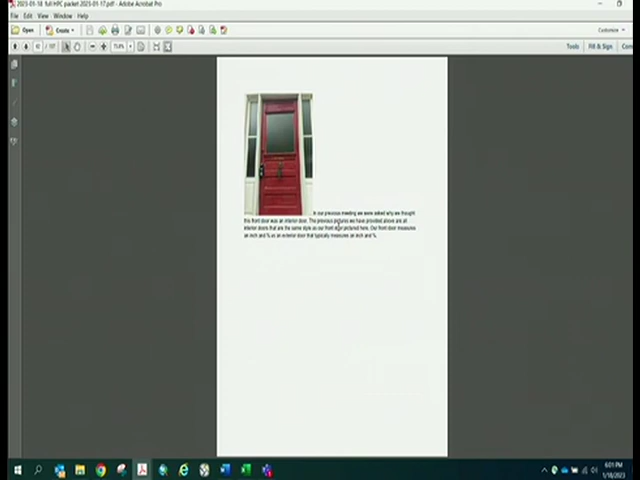 2023-01-18 full HPC packet 2023-01-17.pdf - Adobe Acrobat Pro
File Edit View Window Help
Open Create Customize
Tools Fill & Sign
In our previous meeting we were asked why we thought
this front door was an interior door. The previous pictures we have provided above are all
interior doors that are the same style as our front door pictured here. Our front door measures
an inch and ¾ as an exterior door that typically measures an inch and ¾.
6:01 PM
1/18/2023